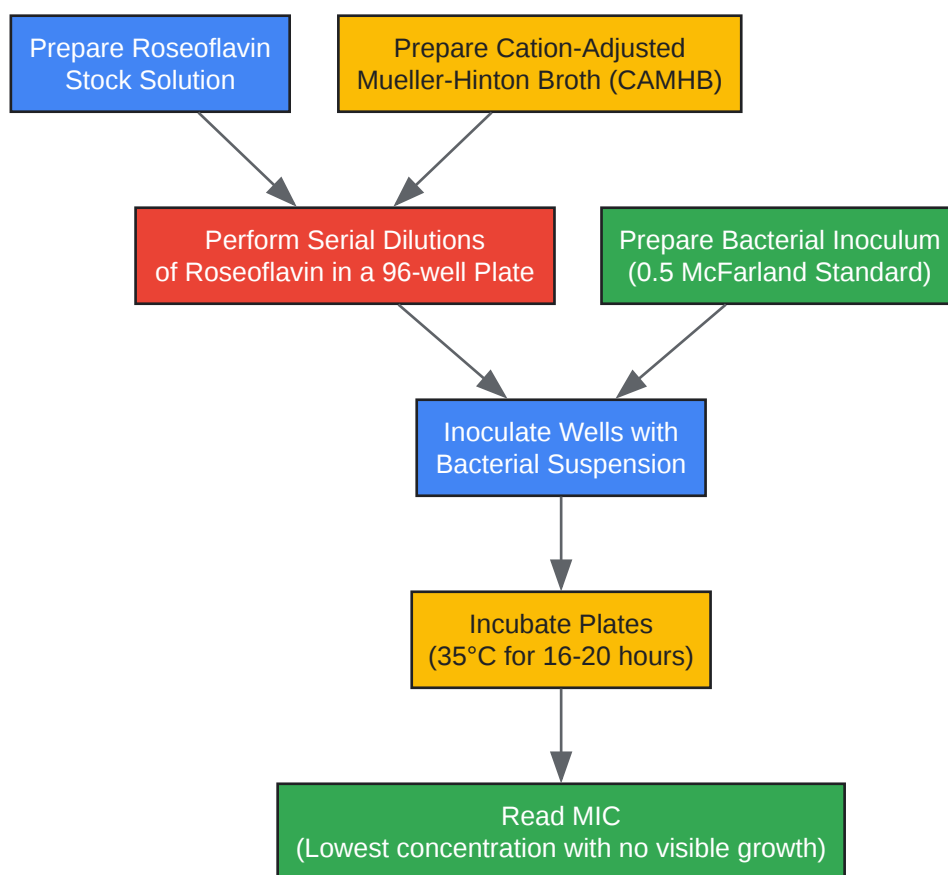 Prepare Roseoflavin
Stock Solution
Prepare Cation-Adjusted
Mueller-Hinton Broth (CAMHB)
Perform Serial Dilutions
of Roseoflavin in a 96-well Plate
Prepare Bacterial Inoculum
(0.5 McFarland Standard)
Inoculate Wells with
Bacterial Suspension
Incubate Plates
(35°C for 16-20 hours)
Read MIC
(Lowest concentration with no visible growth)